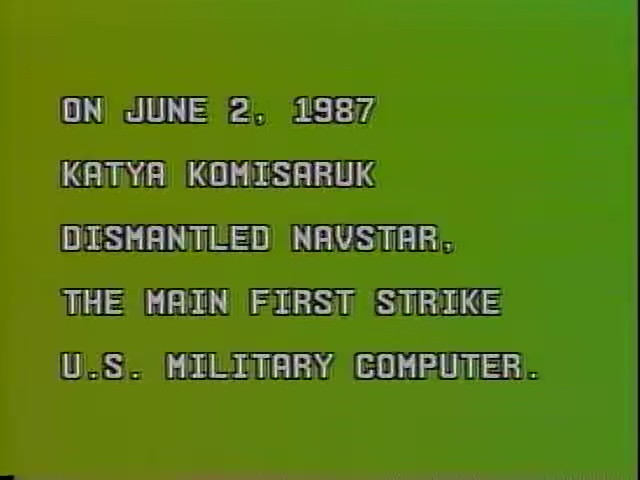 ON JUNE 2, 1987
KATYA KOMISARUK
DISMANTLED NAVSTAR,
THE MAIN FIRST STRIKE
U.S. MILITARY COMPUTER.